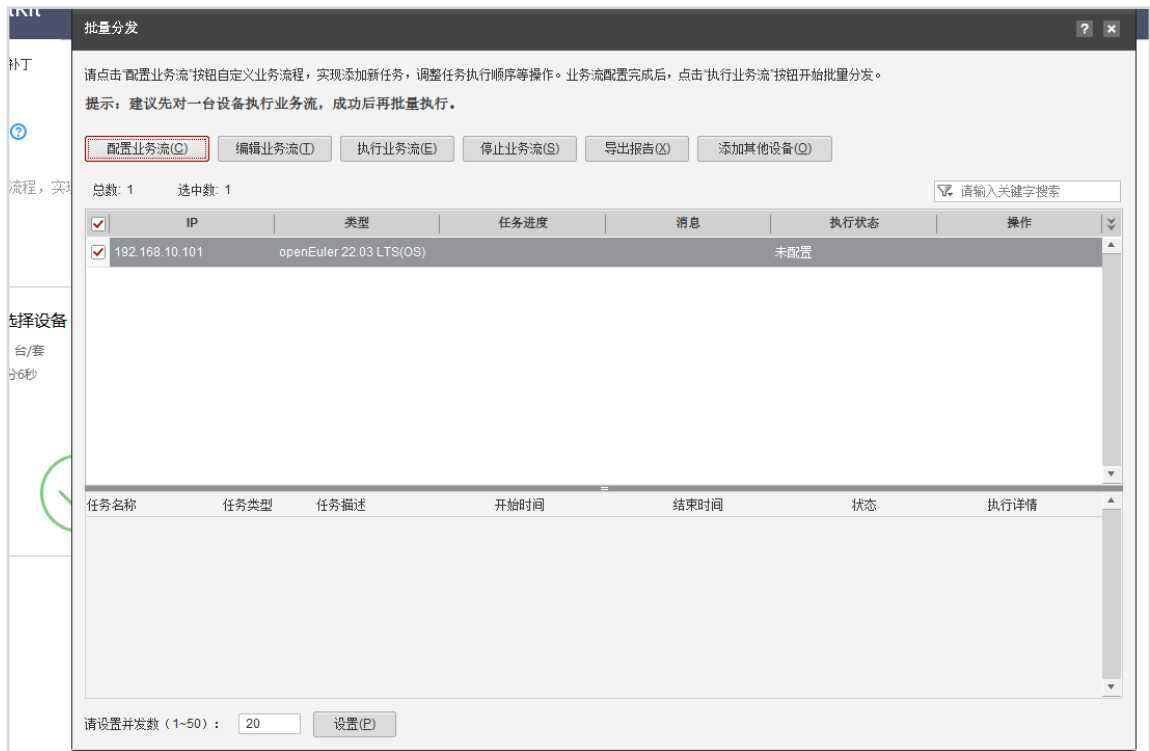 批量分发
? ×
补丁
请点击"配置业务流"按钮自定义业务流程，实现添加新任务，调整任务执行顺序等操作。业务流配置完成后，点击"执行业务流"按钮开始批量分发。
提示：建议先对一台设备执行业务流，成功后再批量执行。
?
配置业务流(C) 编辑业务流(T) 执行业务流(E) 停止业务流(S) 导出报告(X) 添加其他设备(O)
流程，实
总数: 1 选中数: 1 请输入关键字搜索
IP 类型 任务进度 消息 执行状态 操作
192.168.10.101 openEuler 22.03 LTS(OS) 未配置
选择设备
台/套
分6秒
任务名称 任务类型 任务描述 开始时间 结束时间 状态 执行详情
请设置并发数（1~50）: 20 设置(P)